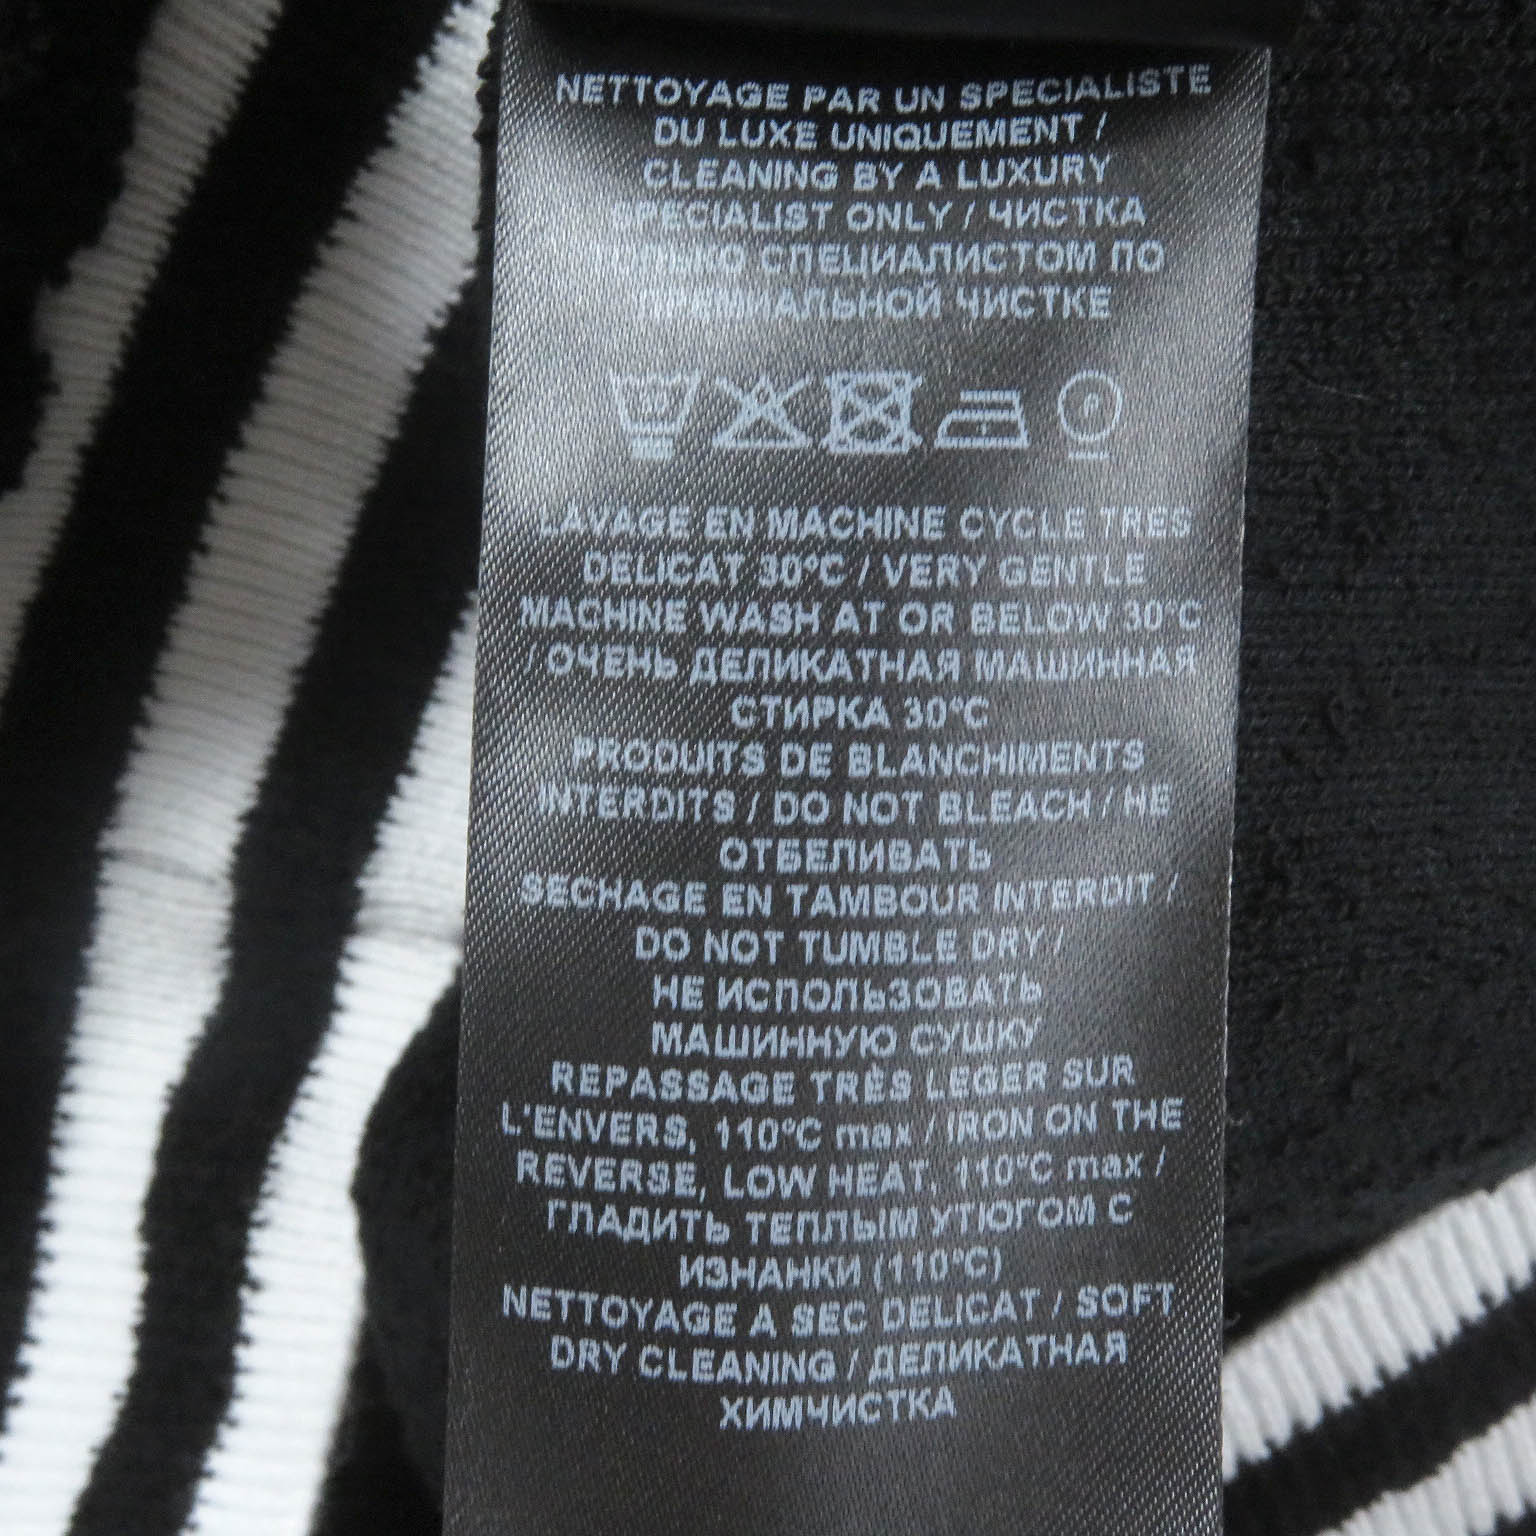 NETTOYAGE PAR UN SPECIALISTE
DU LUXE UNIQUEMENT /
CLEANING BY A LUXURY
SPECIALIST ONLY / ЧИСТКА
ТОЛЬКО СПЕЦИАЛИСТОМ ПО
ПРЕМИАЛЬНОЙ ЧИСТКЕ
P
LAVAGE EN MACHINE CYCLE TRES
DELICAT 30°C / VERY GENTLE
MACHINE WASH AT OR BELOW 30°C
/ ОЧЕНЬ ДЕЛИКАТНАЯ МАШИННАЯ
СТИРКА 30°C
PRODUITS DE BLANCHIMENTS
INTERDITS / DO NOT BLEACH / НЕ
ОТБЕЛИВАТЬ
SECHAGE EN TAMBOUR INTERDIT /
DO NOT TUMBLE DRY /
НЕ ИСПОЛЬЗОВАТЬ
МАШИННУЮ СУШКУ
REPASSAGE TRÈS LEGER SUR
L'ENVERS, 110°C max / IRON ON THE
REVERSE, LOW HEAT, 110°C max /
ГЛАДИТЬ ТЕПЛЫМ УТЮГОМ С
ИЗНАНКИ (110°C)
NETTOYAGE A SEC DELICAT / SOFT
DRY CLEANING / ДЕЛИКАТНАЯ
ХИМЧИСТКА